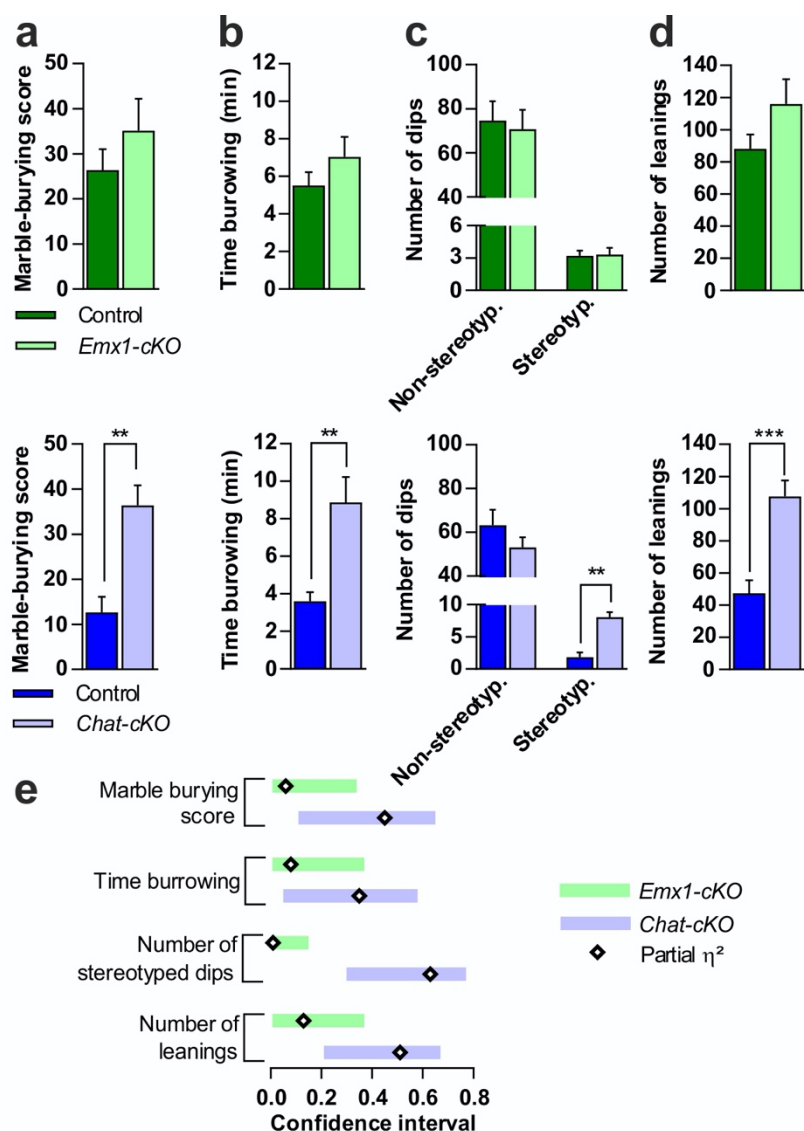 a
b
c
d
Marble-burying score
50
40
30
20
10
0
Time burowing (min)
12
10
8
6
4
2
0
Number of dips
100
80
60
40
6
3
0
Non-stereotyp.
Stereotyp.
Number of leanings
140
120
100
80
60
40
20
0
Control
Emx1-cKO
Marble-burying score
50
40
30
20
10
0
**
Time burowing (min)
12
10
8
6
4
2
0
**
Number of dips
100
80
60
40
10
5
0
**
Non-stereotyp.
Stereotyp.
Number of leanings
140
120
100
80
60
40
20
0
***
Control
Chat-cKO
e
Marble burying
score
Time burrowing
Number of
stereotyped dips
Number of
leanings
0.0 0.2 0.4 0.6 0.8
Confidence interval
Emx1-cKO
Chat-cKO
Partial η²